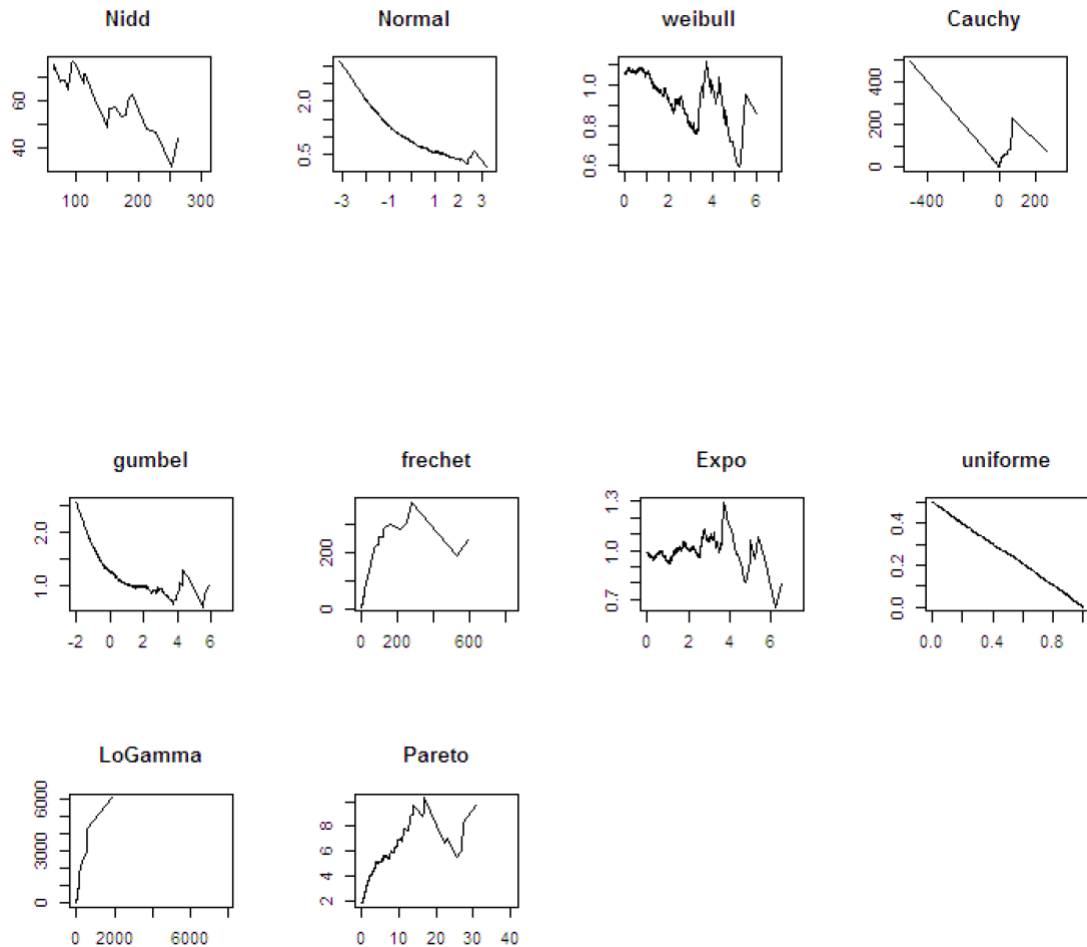 Nidd
40 60
100 200 300
Normal
0.5 2.0
-3 -1 1 2 3
weibull
0.6 0.8 1.0
0 2 4 6
Cauchy
0 200 400
-400 0 200
gumbel
1.0 2.0
-2 0 2 4 6
frechet
0 200
0 200 600
Expo
0.7 1.0 1.3
0 2 4 6
uniforme
0.0 0.2 0.4
0.0 0.4 0.8
LoGamma
0 3000 6000
0 2000 6000
Pareto
2 4 6 8
0 10 20 30 40